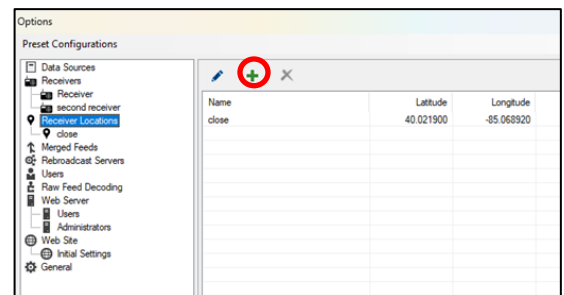 Options
Preset Configurations
Data Sources
Receivers
Receiver
second receiver
Receiver Locations
close
Merged Feeds
Rebroadcast Servers
Users
Raw Feed Decoding
Web Server
Users
Administrators
Web Site
Initial Settings
General
Name Latitude Longitude
close 40.021900 -85.068920